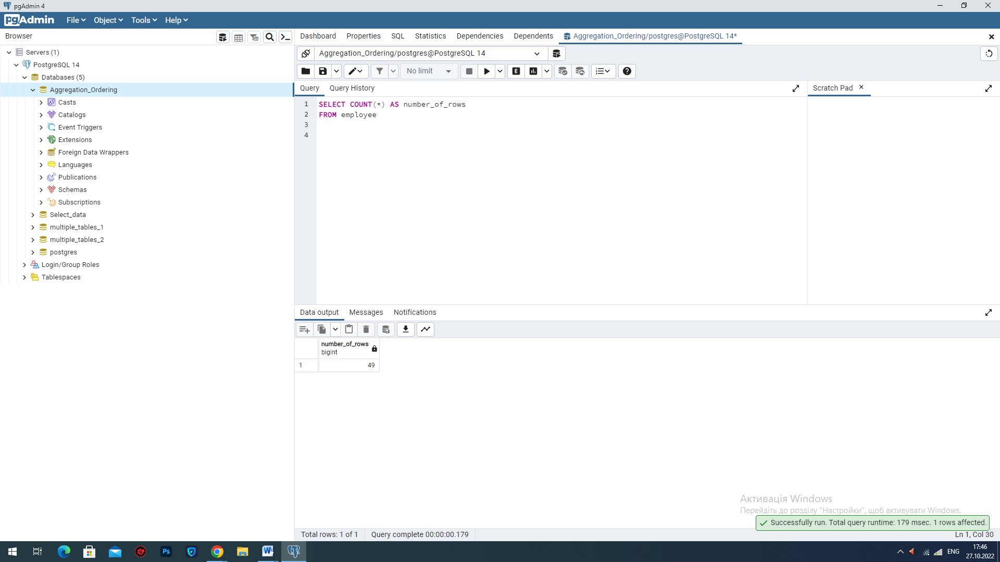 pgAdmin 4
pgAdmin File Object Tools Help
Browser
Dashboard Properties SQL Statistics Dependencies Dependents Aggregation_Ordering/postgres@PostgreSQL 14*
Servers (1)
PostgreSQL 14
Databases (5)
Aggregation_Ordering
Casts
Catalogs
Event Triggers
Extensions
Foreign Data Wrappers
Languages
Publications
Schemas
Subscriptions
Select_data
multiple_tables_1
multiple_tables_2
postgres
Login/Group Roles
Tablespaces
Aggregation_Ordering/postgres@PostgreSQL 14
No limit
E
Query Query History
Scratch Pad
1 SELECT COUNT(*) AS number_of_rows
2 FROM employee
3
4
Data output Messages Notifications
number_of_rows
bigint
1 49
Активація Windows
Перейдіть до розділу "Настройки", щоб активувати Windows.
Successfully run. Total query runtime: 179 msec. 1 rows affected.
Total rows: 1 of 1 Query complete 00:00:00.179
Ln 1, Col 30
Ps
W
ENG
17:46
27.10.2022